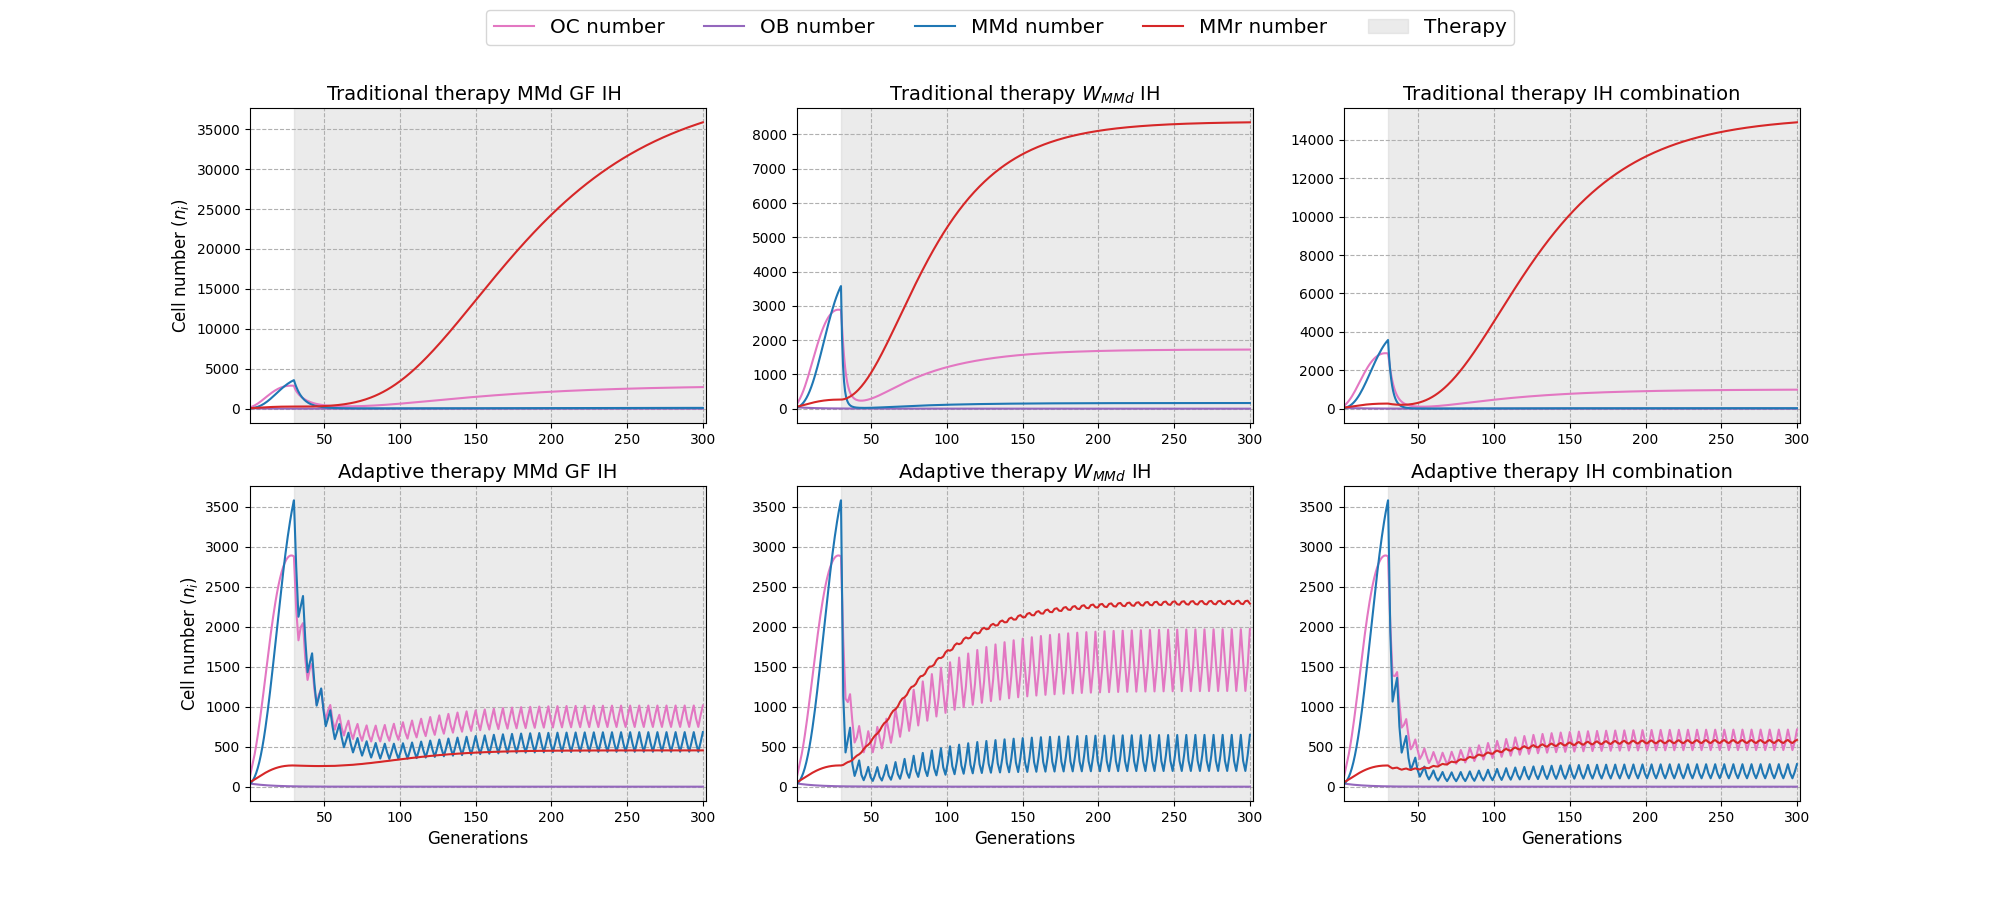 OC number OB number MMd number MMr number Therapy
Traditional therapy MMd GF IH
Cell number (nᵢ)
35000
30000
25000
20000
15000
10000
5000
0
50 100 150 200 250 300
Traditional therapy W_MMd IH
8000
7000
6000
5000
4000
3000
2000
1000
0
50 100 150 200 250 300
Traditional therapy IH combination
14000
12000
10000
8000
6000
4000
2000
0
50 100 150 200 250 300
Adaptive therapy MMd GF IH
Cell number (nᵢ)
3500
3000
2500
2000
1500
1000
500
0
50 100 150 200 250 300
Generations
Adaptive therapy W_MMd IH
3500
3000
2500
2000
1500
1000
500
0
50 100 150 200 250 300
Generations
Adaptive therapy IH combination
3500
3000
2500
2000
1500
1000
500
0
50 100 150 200 250 300
Generations